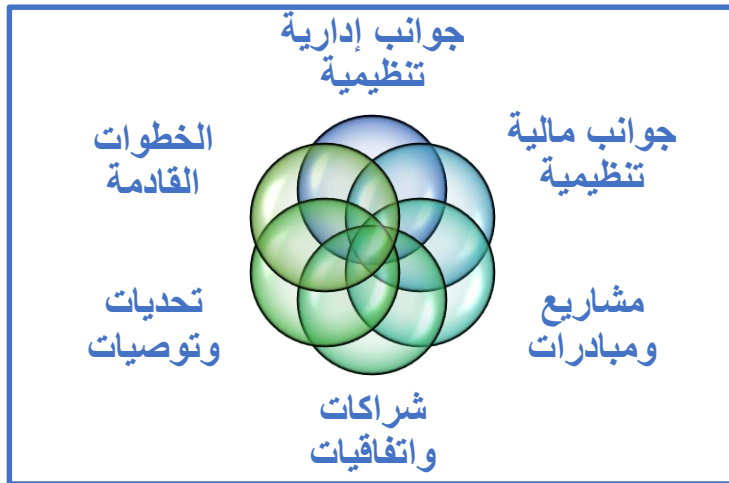 جوانب إدارية
تنظيمية
جوانب مالية
تنظيمية
مشاريع
ومبادرات
شراكات
واتفاقيات
تحديات
وتوصيات
الخطوات
القادمة